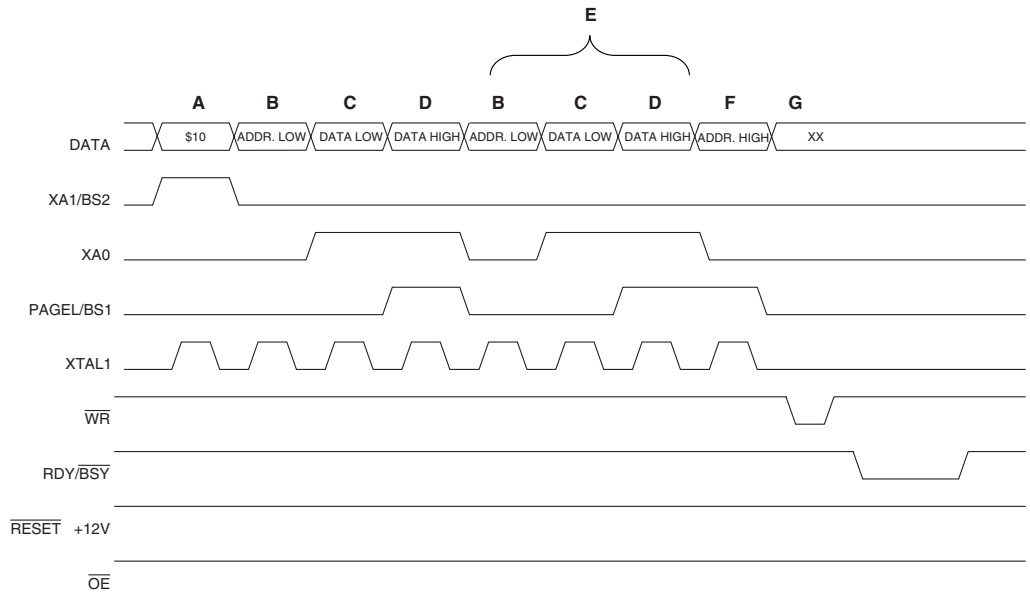 E
A B C D B C D F G
DATA $10 ADDR. LOW DATA LOW DATA HIGH ADDR. LOW DATA LOW DATA HIGH ADDR. HIGH XX
XA1/BS2
XA0
PAGEL/BS1
XTAL1
WR
RDY/BSY
RESET +12V
OE